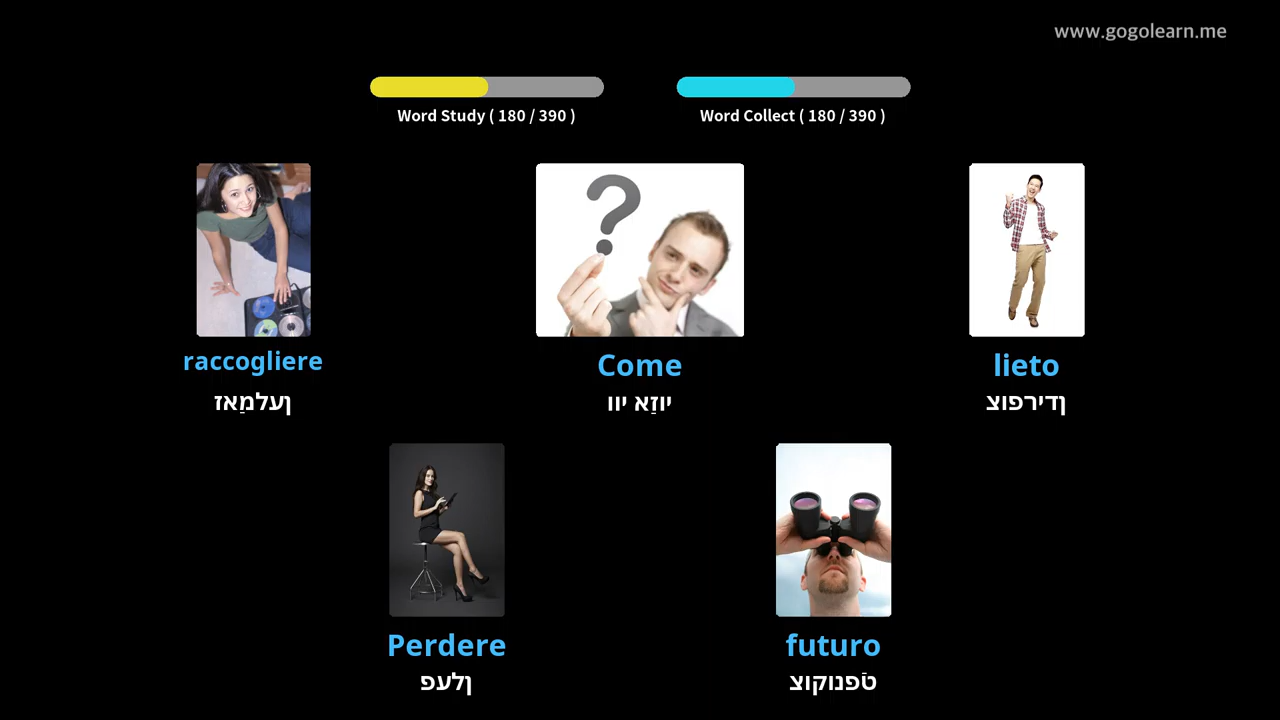 www.gogolearn.me
Word Study ( 180 / 390 )
Word Collect ( 180 / 390 )
raccogliere
זאַמלען
Come
ווי אַזוי
lieto
צופרידן
Perdere
פעלן
futuro
צוקונפֿט